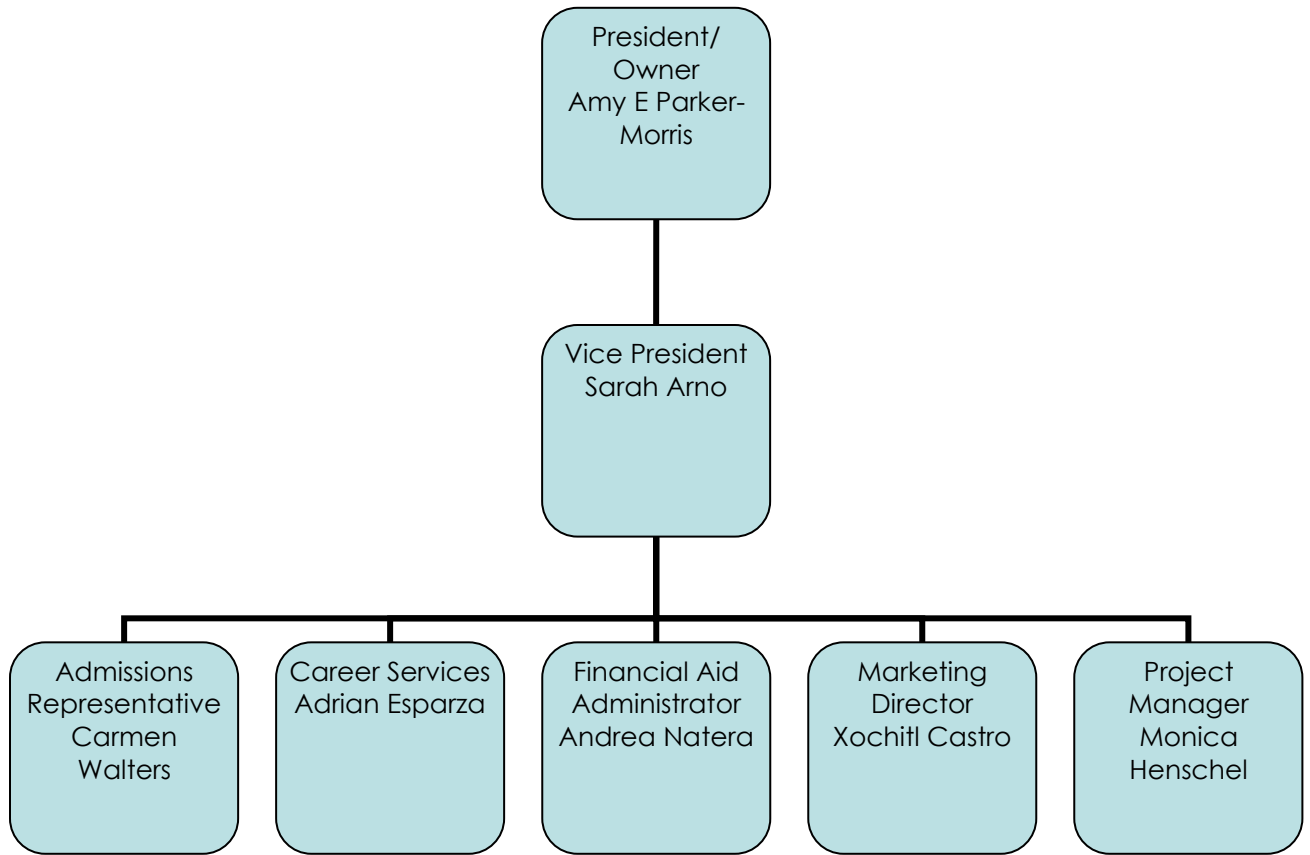 President/
Owner
Amy E Parker-
Morris
Vice President
Sarah Arno
Admissions
Representative
Carmen
Walters
Career Services
Adrian Esparza
Financial Aid
Administrator
Andrea Natera
Marketing
Director
Xochitl Castro
Project
Manager
Monica
Henschel